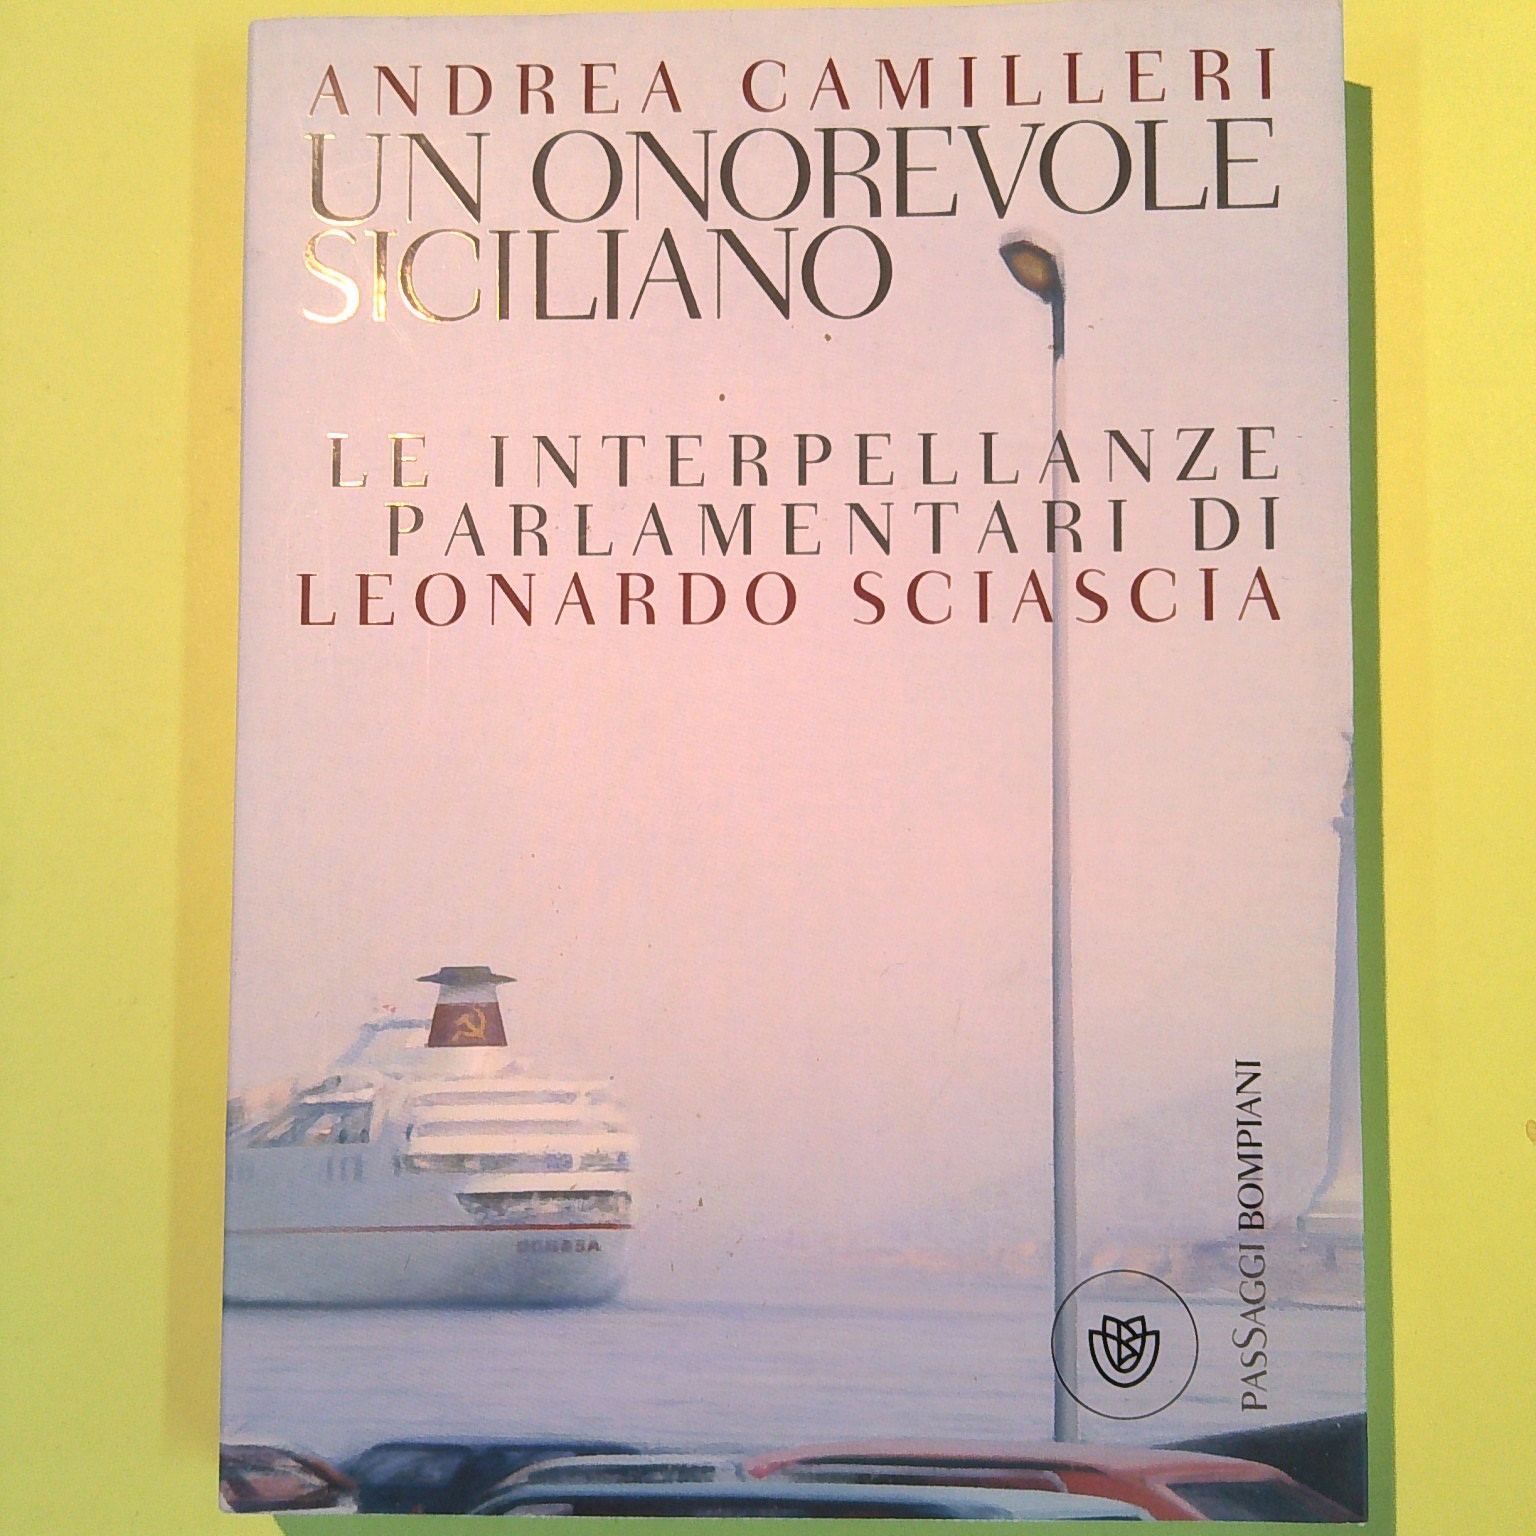 ANDREA CAMILLERI
UN ONOREVOLE
SICILIANO
LE INTERPELLANZE
PARLAMENTARI DI
LEONARDO SCIASCIA
PASSAGGI BOMPIANI